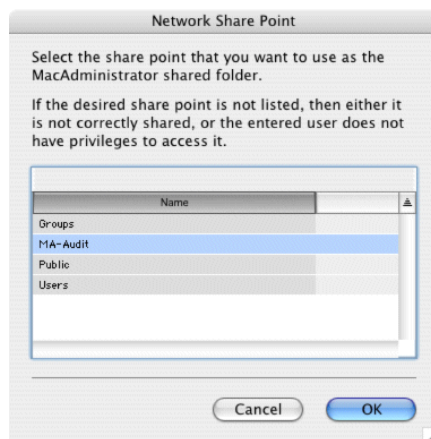 Network Share Point
Select the share point that you want to use as the
MacAdministrator shared folder.
If the desired share point is not listed, then either it
is not correctly shared, or the entered user does not
have privileges to access it.
Name
Groups
MA-Audit
Public
Users
Cancel
OK